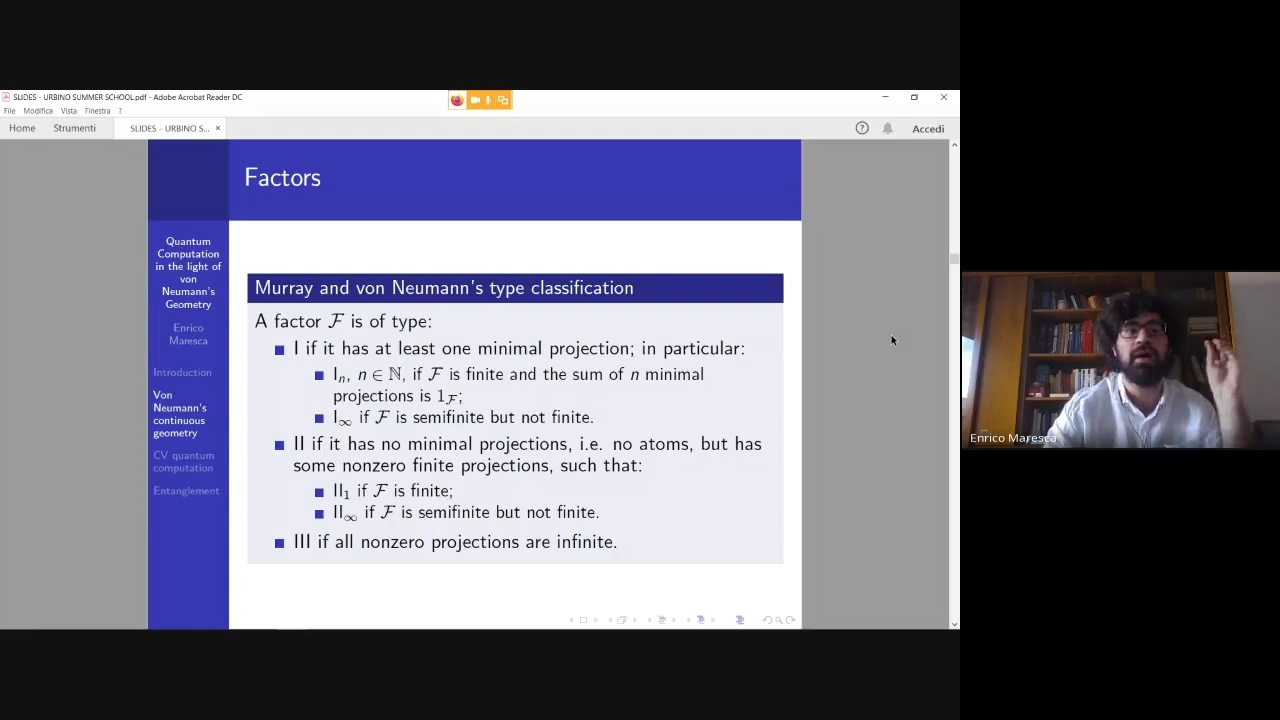 SLIDES - URBINO SUMMER SCHOOL.pdf - Adobe Acrobat Reader DC
File Modifica Vista Finestra ?
Home Strumenti SLIDES - URBINO S... × Accedi
Factors
Quantum
Computation
in the light of
von
Neumann's
Geometry
Enrico
Maresca
Introduction
Von
Neumann's
continuous
geometry
CV quantum
computation
Entanglement
Murray and von Neumann's type classification
A factor ℱ is of type:
I if it has at least one minimal projection; in particular:
Iₙ, n ∈ ℕ, if ℱ is finite and the sum of n minimal
projections is 1_ℱ;
I_∞ if ℱ is semifinite but not finite.
II if it has no minimal projections, i.e. no atoms, but has
some nonzero finite projections, such that:
II₁ if ℱ is finite;
II_∞ if ℱ is semifinite but not finite.
III if all nonzero projections are infinite.
Enrico Maresca